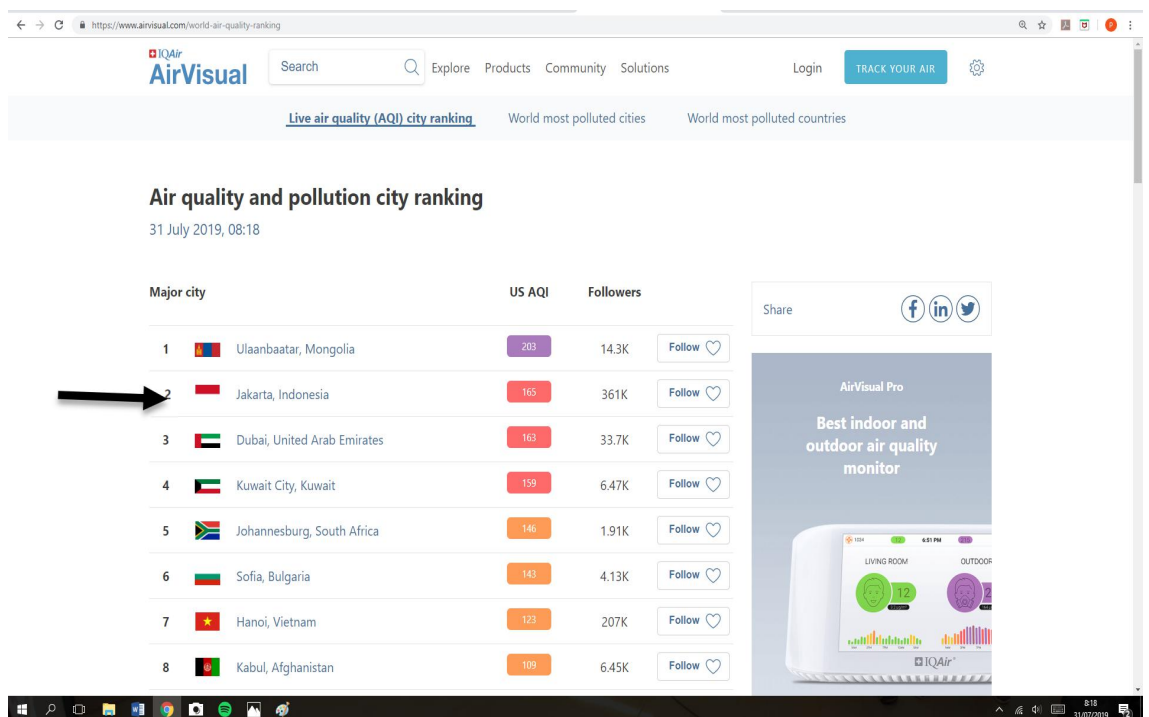 https://www.airvisual.com/world-air-quality-ranking
IQAir
AirVisual
Search
Explore Products Community Solutions
Login
TRACK YOUR AIR
Live air quality (AQI) city ranking World most polluted cities World most polluted countries
Air quality and pollution city ranking
31 July 2019, 08:18
Major city US AQI Followers
1 Ulaanbaatar, Mongolia 203 14.3K Follow
2 Jakarta, Indonesia 165 361K Follow
3 Dubai, United Arab Emirates 163 33.7K Follow
4 Kuwait City, Kuwait 159 6.47K Follow
5 Johannesburg, South Africa 146 1.91K Follow
6 Sofia, Bulgaria 143 4.13K Follow
7 Hanoi, Vietnam 123 207K Follow
8 Kabul, Afghanistan 109 6.45K Follow
Share
AirVisual Pro
Best indoor and
outdoor air quality
monitor
1024 12 6:51 PM
LIVING ROOM OUTDOOR
12 2
IQAir
8:18
31/07/2019